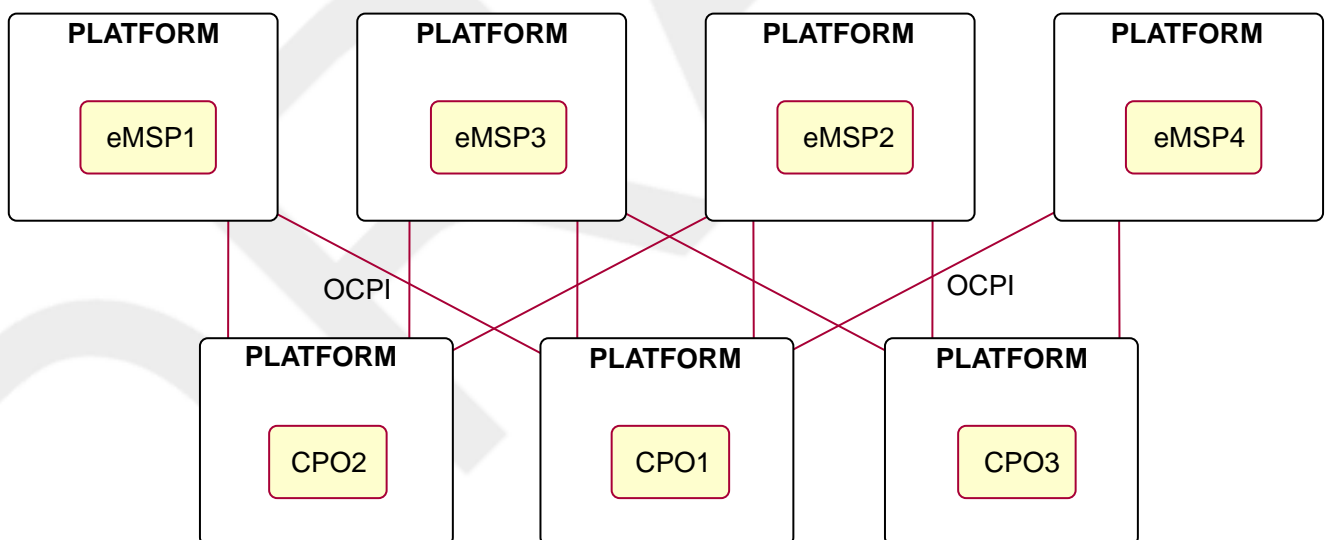 PLATFORM
PLATFORM
PLATFORM
PLATFORM
eMSP1
eMSP3
eMSP2
eMSP4
OCPI
OCPI
PLATFORM
PLATFORM
PLATFORM
CPO2
CPO1
CPO3